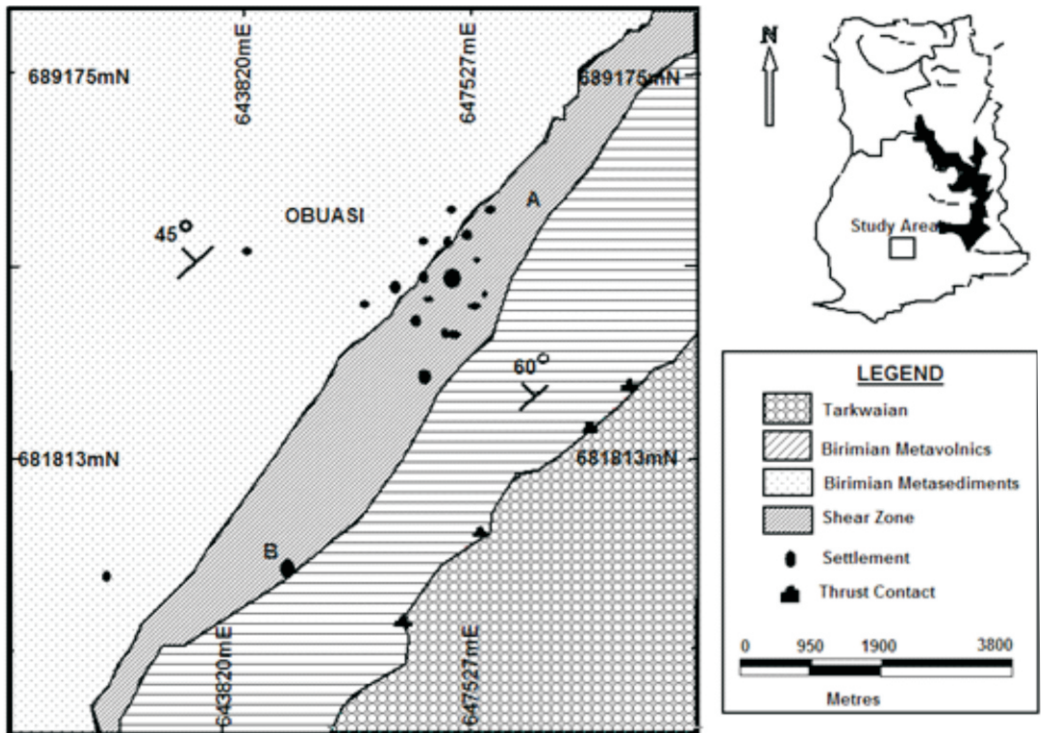 643820mE
647527mE
689175mN
689175mN
A
OBUASI
45°
60°
681813mN
681813mN
B
643820mE
647527mE
N
Study Area
LEGEND
Tarkwaian
Birimian Metavolnics
Birimian Metasediments
Shear Zone
Settlement
Thrust Contact
0 950 1900 3800
Metres